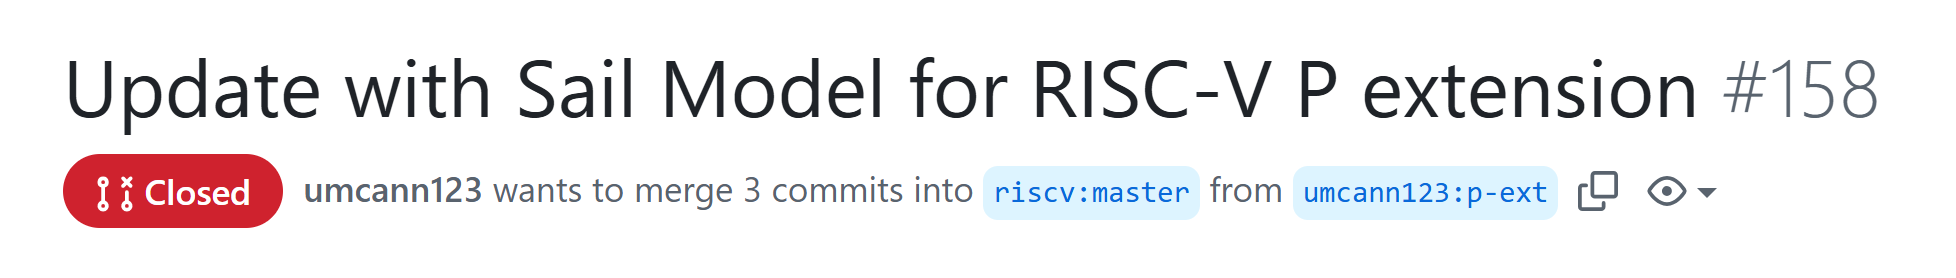 Update with Sail Model for RISC-V P extension #158
Closed umcann123 wants to merge 3 commits into riscv:master from umcann123:p-ext